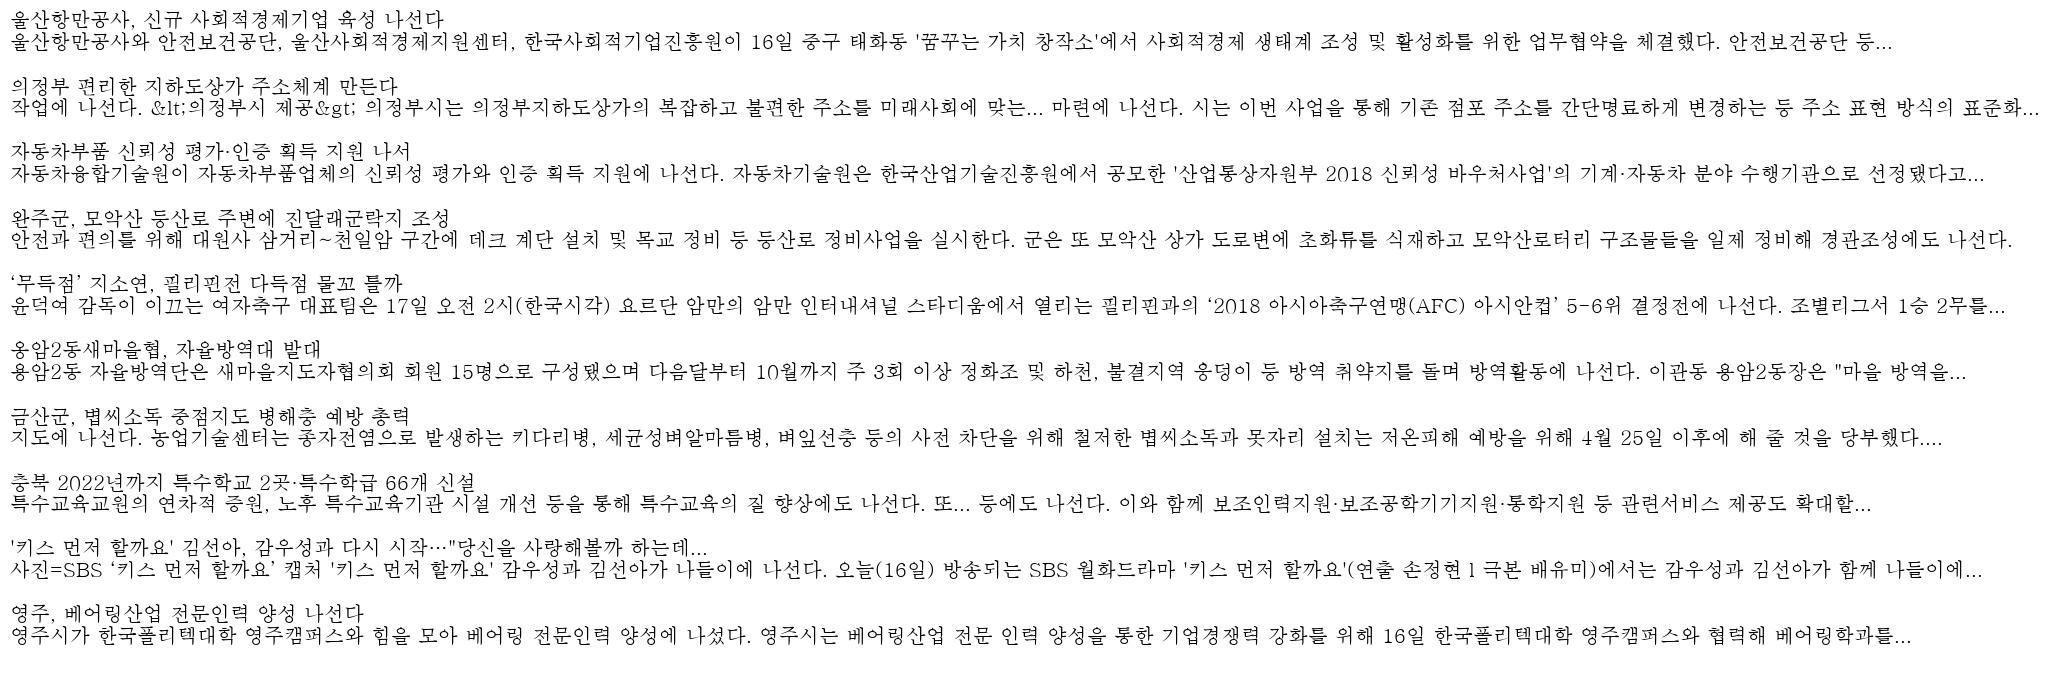 울산항만공사, 신규 사회적경제기업 육성 나선다
울산항만공사와 안전보건공단, 울산사회적경제지원센터, 한국사회적기업진흥원이 16일 중구 태화동 '꿈꾸는 가치 창작소'에서 사회적경제 생태계 조성 및 활성화를 위한 업무협약을 체결했다. 안전보건공단 등...
의정부 편리한 지하도상가 주소체계 만든다
작업에 나선다. &lt;의정부시 제공&gt; 의정부시는 의정부지하도상가의 복잡하고 불편한 주소를 미래사회에 맞는... 마련에 나선다. 시는 이번 사업을 통해 기존 점포 주소를 간단명료하게 변경하는 등 주소 표현 방식의 표준화...
자동차부품 신뢰성 평가·인증 획득 지원 나서
자동차융합기술원이 자동차부품업체의 신뢰성 평가와 인증 획득 지원에 나선다. 자동차기술원은 한국산업기술진흥원에서 공모한 '산업통상자원부 2018 신뢰성 바우처사업'의 기계·자동차 분야 수행기관으로 선정됐다고...
완주군, 모악산 등산로 주변에 진달래군락지 조성
안전과 편의를 위해 대원사 삼거리~천일암 구간에 데크 계단 설치 및 목교 정비 등 등산로 정비사업을 실시한다. 군은 또 모악산 상가 도로변에 초화류를 식재하고 모악산로터리 구조물들을 일제 정비해 경관조성에도 나선다.
‘무득점’ 지소연, 필리핀전 다득점 물꼬 틀까
윤덕여 감독이 이끄는 여자축구 대표팀은 17일 오전 2시(한국시각) 요르단 암만의 암만 인터내셔널 스타디움에서 열리는 필리핀과의 ‘2018 아시아축구연맹(AFC) 아시안컵’ 5-6위 결정전에 나선다. 조별리그서 1승 2무를...
용암2동새마을협, 자율방역대 발대
용암2동 자율방역단은 새마을지도자협의회 회원 15명으로 구성됐으며 다음달부터 10월까지 주 3회 이상 정화조 및 하천, 불결지역 웅덩이 등 방역 취약지를 돌며 방역활동에 나선다. 이관동 용암2동장은 "마을 방역을...
금산군, 볍씨소독 중점지도 병해충 예방 총력
지도에 나선다. 농업기술센터는 종자전염으로 발생하는 키다리병, 세균성벼알마름병, 벼잎선충 등의 사전 차단을 위해 철저한 볍씨소독과 못자리 설치는 저온피해 예방을 위해 4월 25일 이후에 해 줄 것을 당부했다....
충북 2022년까지 특수학교 2곳·특수학급 66개 신설
특수교육교원의 연차적 증원, 노후 특수교육기관 시설 개선 등을 통해 특수교육의 질 향상에도 나선다. 또... 등에도 나선다. 이와 함께 보조인력지원·보조공학기기지원·통학지원 등 관련서비스 제공도 확대할...
'키스 먼저 할까요' 김선아, 감우성과 다시 시작…"당신을 사랑해볼까 하는데...
사진=SBS ‘키스 먼저 할까요’ 캡처 '키스 먼저 할까요' 감우성과 김선아가 나들이에 나선다. 오늘(16일) 방송되는 SBS 월화드라마 '키스 먼저 할까요'(연출 손정현 l 극본 배유미)에서는 감우성과 김선아가 함께 나들이에...
영주, 베어링산업 전문인력 양성 나선다
영주시가 한국폴리텍대학 영주캠퍼스와 힘을 모아 베어링 전문인력 양성에 나섰다. 영주시는 베어링산업 전문 인력 양성을 통한 기업경쟁력 강화를 위해 16일 한국폴리텍대학 영주캠퍼스와 협력해 베어링학과를...